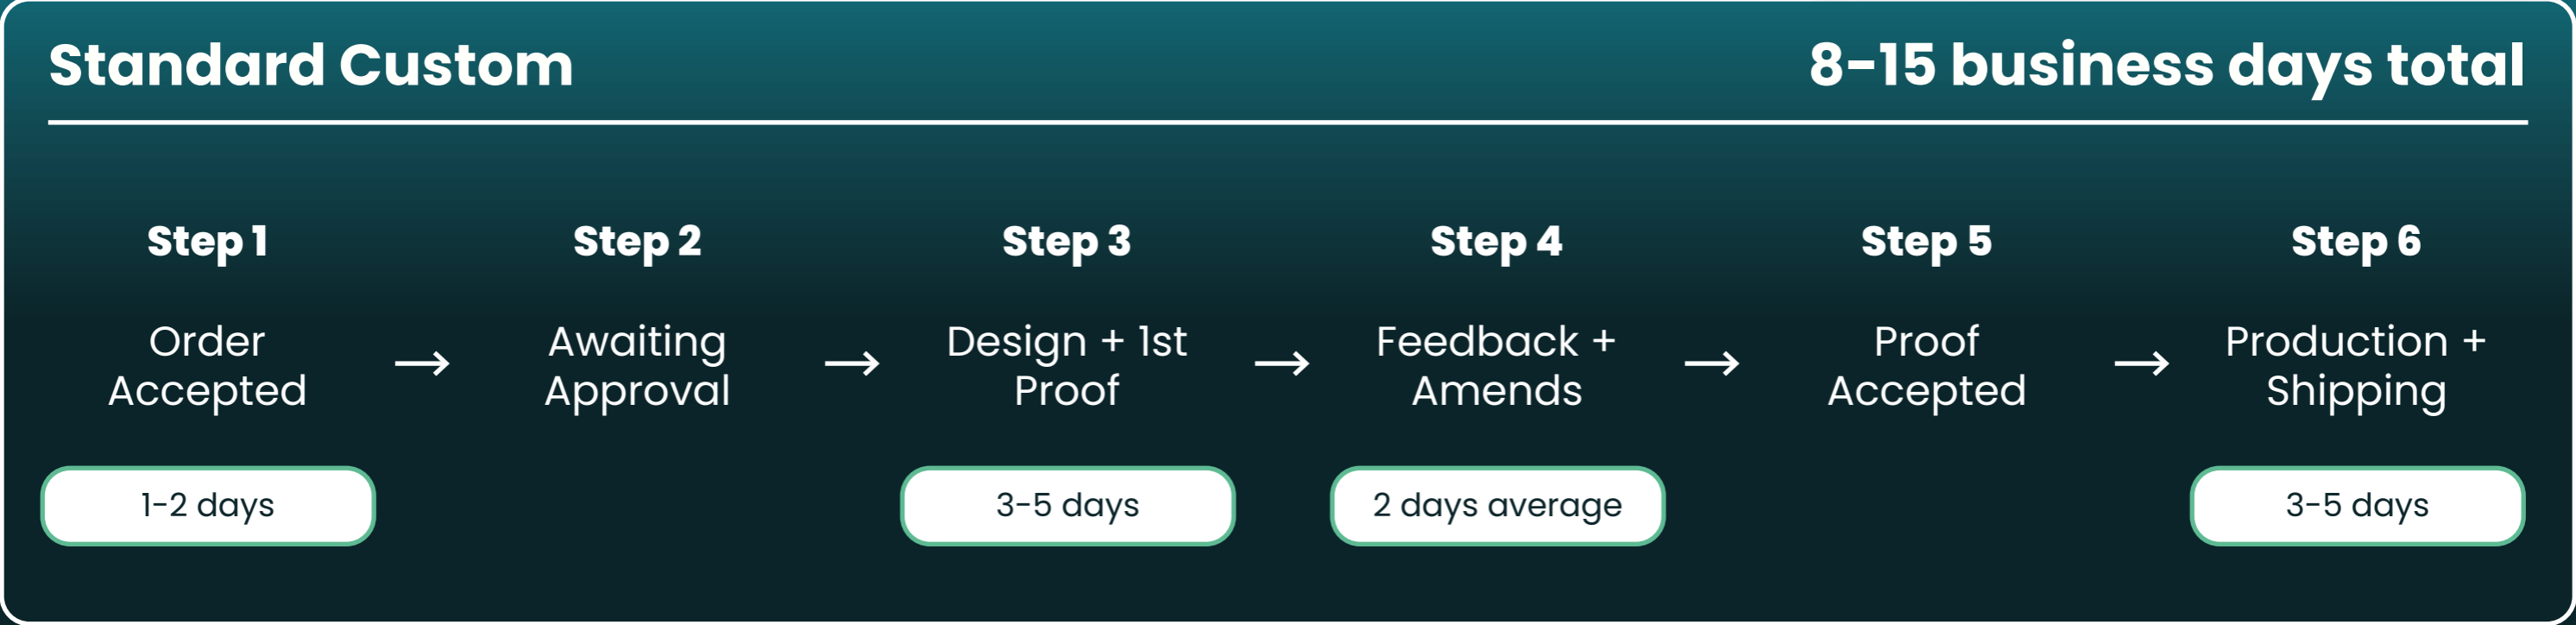 Standard Custom
8-15 business days total
Step 1
Order
Accepted
1-2 days
→
Step 2
Awaiting
Approval
→
Step 3
Design + 1st
Proof
3-5 days
→
Step 4
Feedback +
Amends
2 days average
→
Step 5
Proof
Accepted
→
Step 6
Production +
Shipping
3-5 days